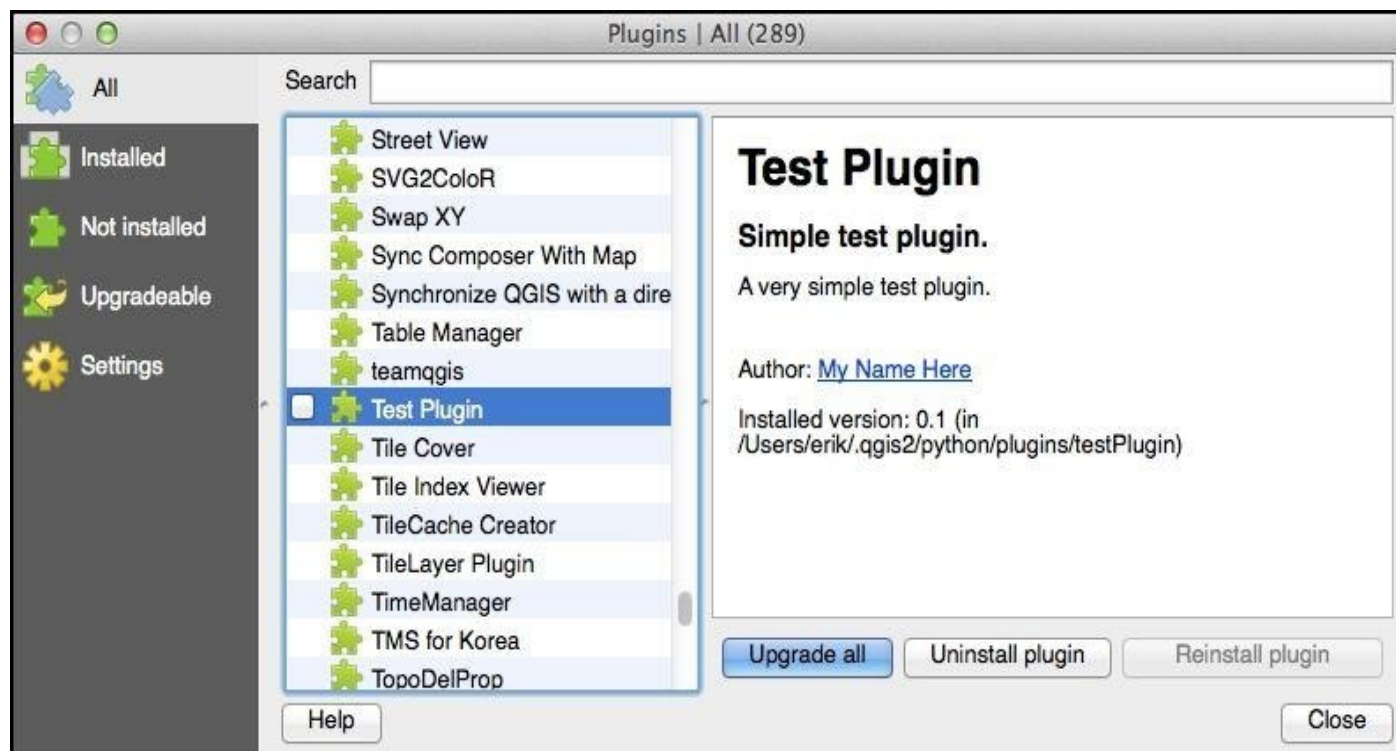 Plugins | All (289)
All
Installed
Not installed
Upgradeable
Settings
Search
Street View
SVG2ColoR
Swap XY
Sync Composer With Map
Synchronize QGIS with a dire
Table Manager
teamqgis
Test Plugin
Tile Cover
Tile Index Viewer
TileCache Creator
TileLayer Plugin
TimeManager
TMS for Korea
TopoDelProp
Test Plugin
Simple test plugin.
A very simple test plugin.
Author: My Name Here
Installed version: 0.1 (in
/Users/erik/.qgis2/python/plugins/testPlugin)
Upgrade all
Uninstall plugin
Reinstall plugin
Help
Close